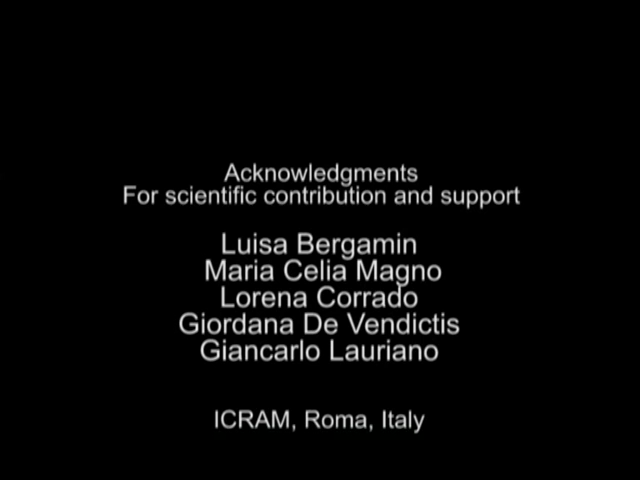 Acknowledgments
For scientific contribution and support
Luisa Bergamin
Maria Celia Magno
Lorena Corrado
Giordana De Vendictis
Giancarlo Lauriano
ICRAM, Roma, Italy